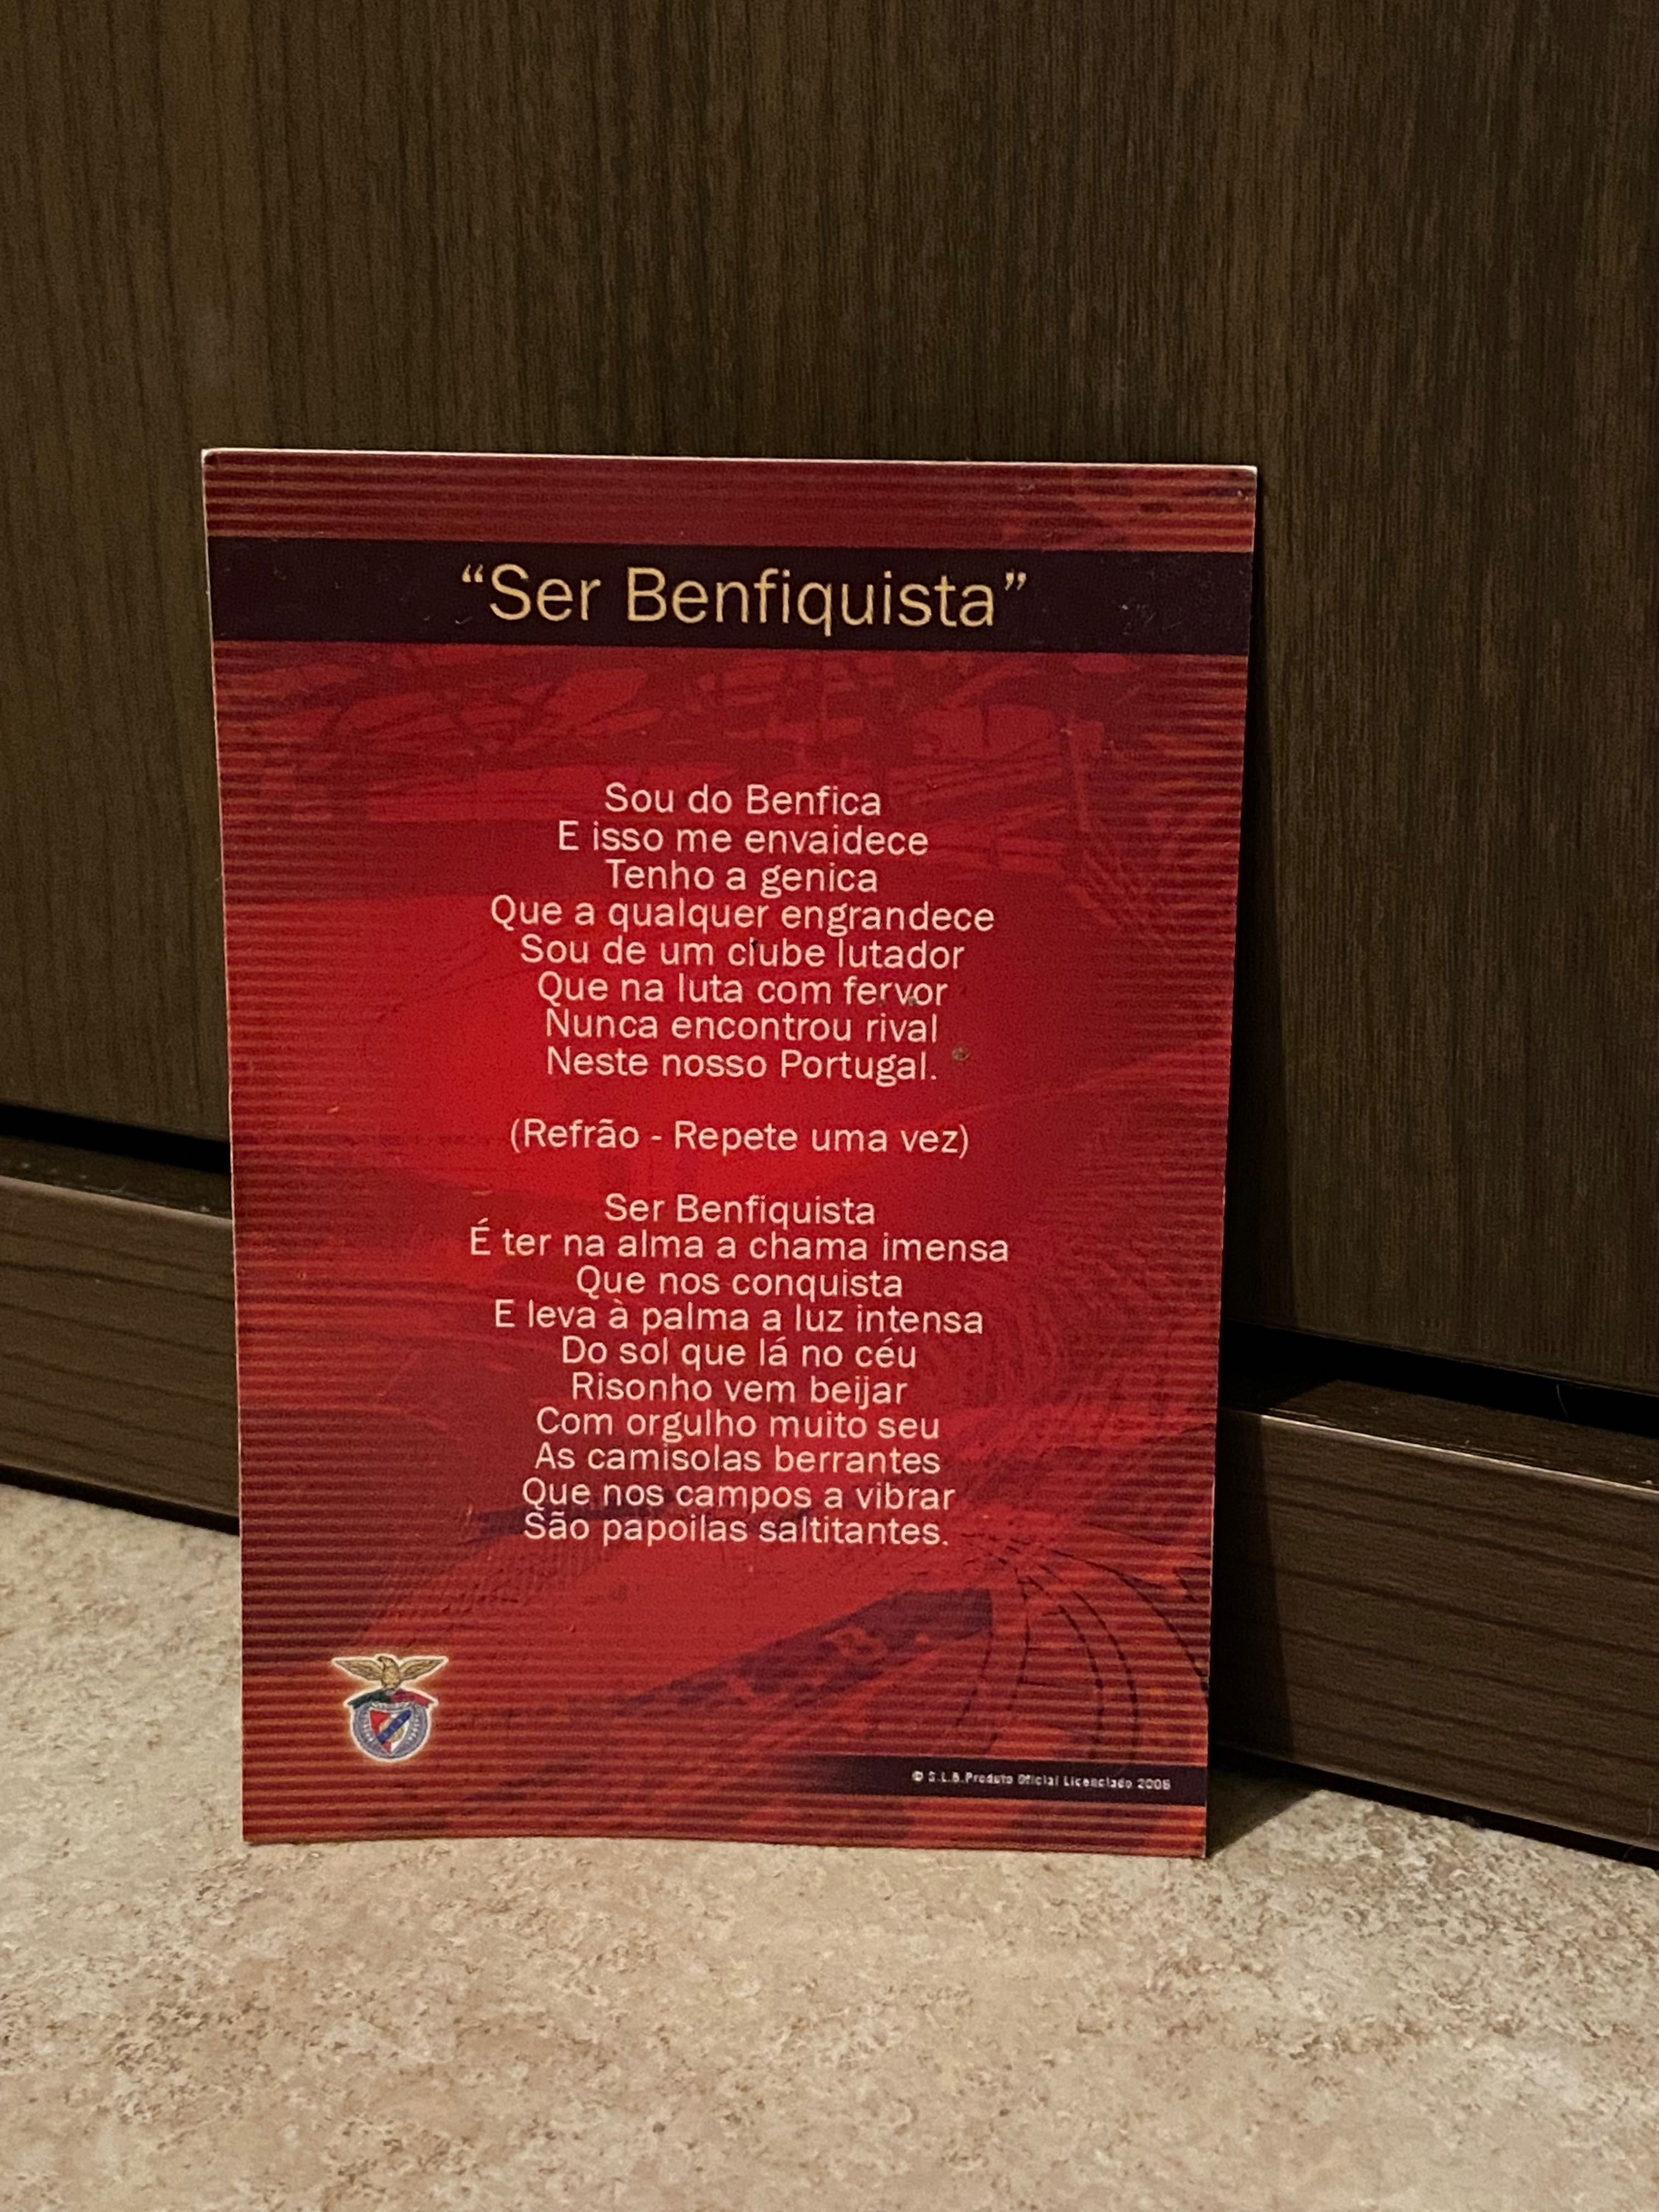 “Ser Benfiquista”
Sou do Benfica
E isso me envaidece
Tenho a genica
Que a qualquer engrandece
Sou de um clube lutador
Que na luta com fervor
Nunca encontrou rival
Neste nosso Portugal.
(Refrão - Repete uma vez)
Ser Benfiquista
É ter na alma a chama imensa
Que nos conquista
E leva à palma a luz intensa
Do sol que lá no céu
Risonho vem beijar
Com orgulho muito seu
As camisolas berrantes
Que nos campos a vibrar
São papoilas saltitantes.
© S.L.B.Produto Oficial Licenciado